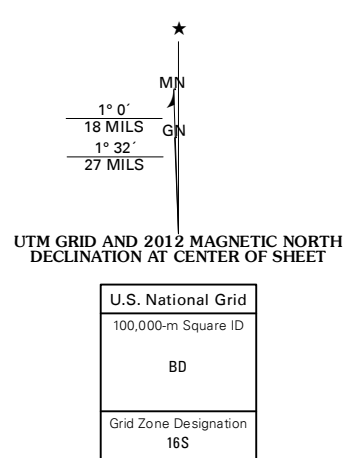 ★
MN
1° 0´
18 MILS
GN
1° 32´
27 MILS
UTM GRID AND 2012 MAGNETIC NORTH
DECLINATION AT CENTER OF SHEET
U.S. National Grid
100,000-m Square ID
BD
Grid Zone Designation
16S